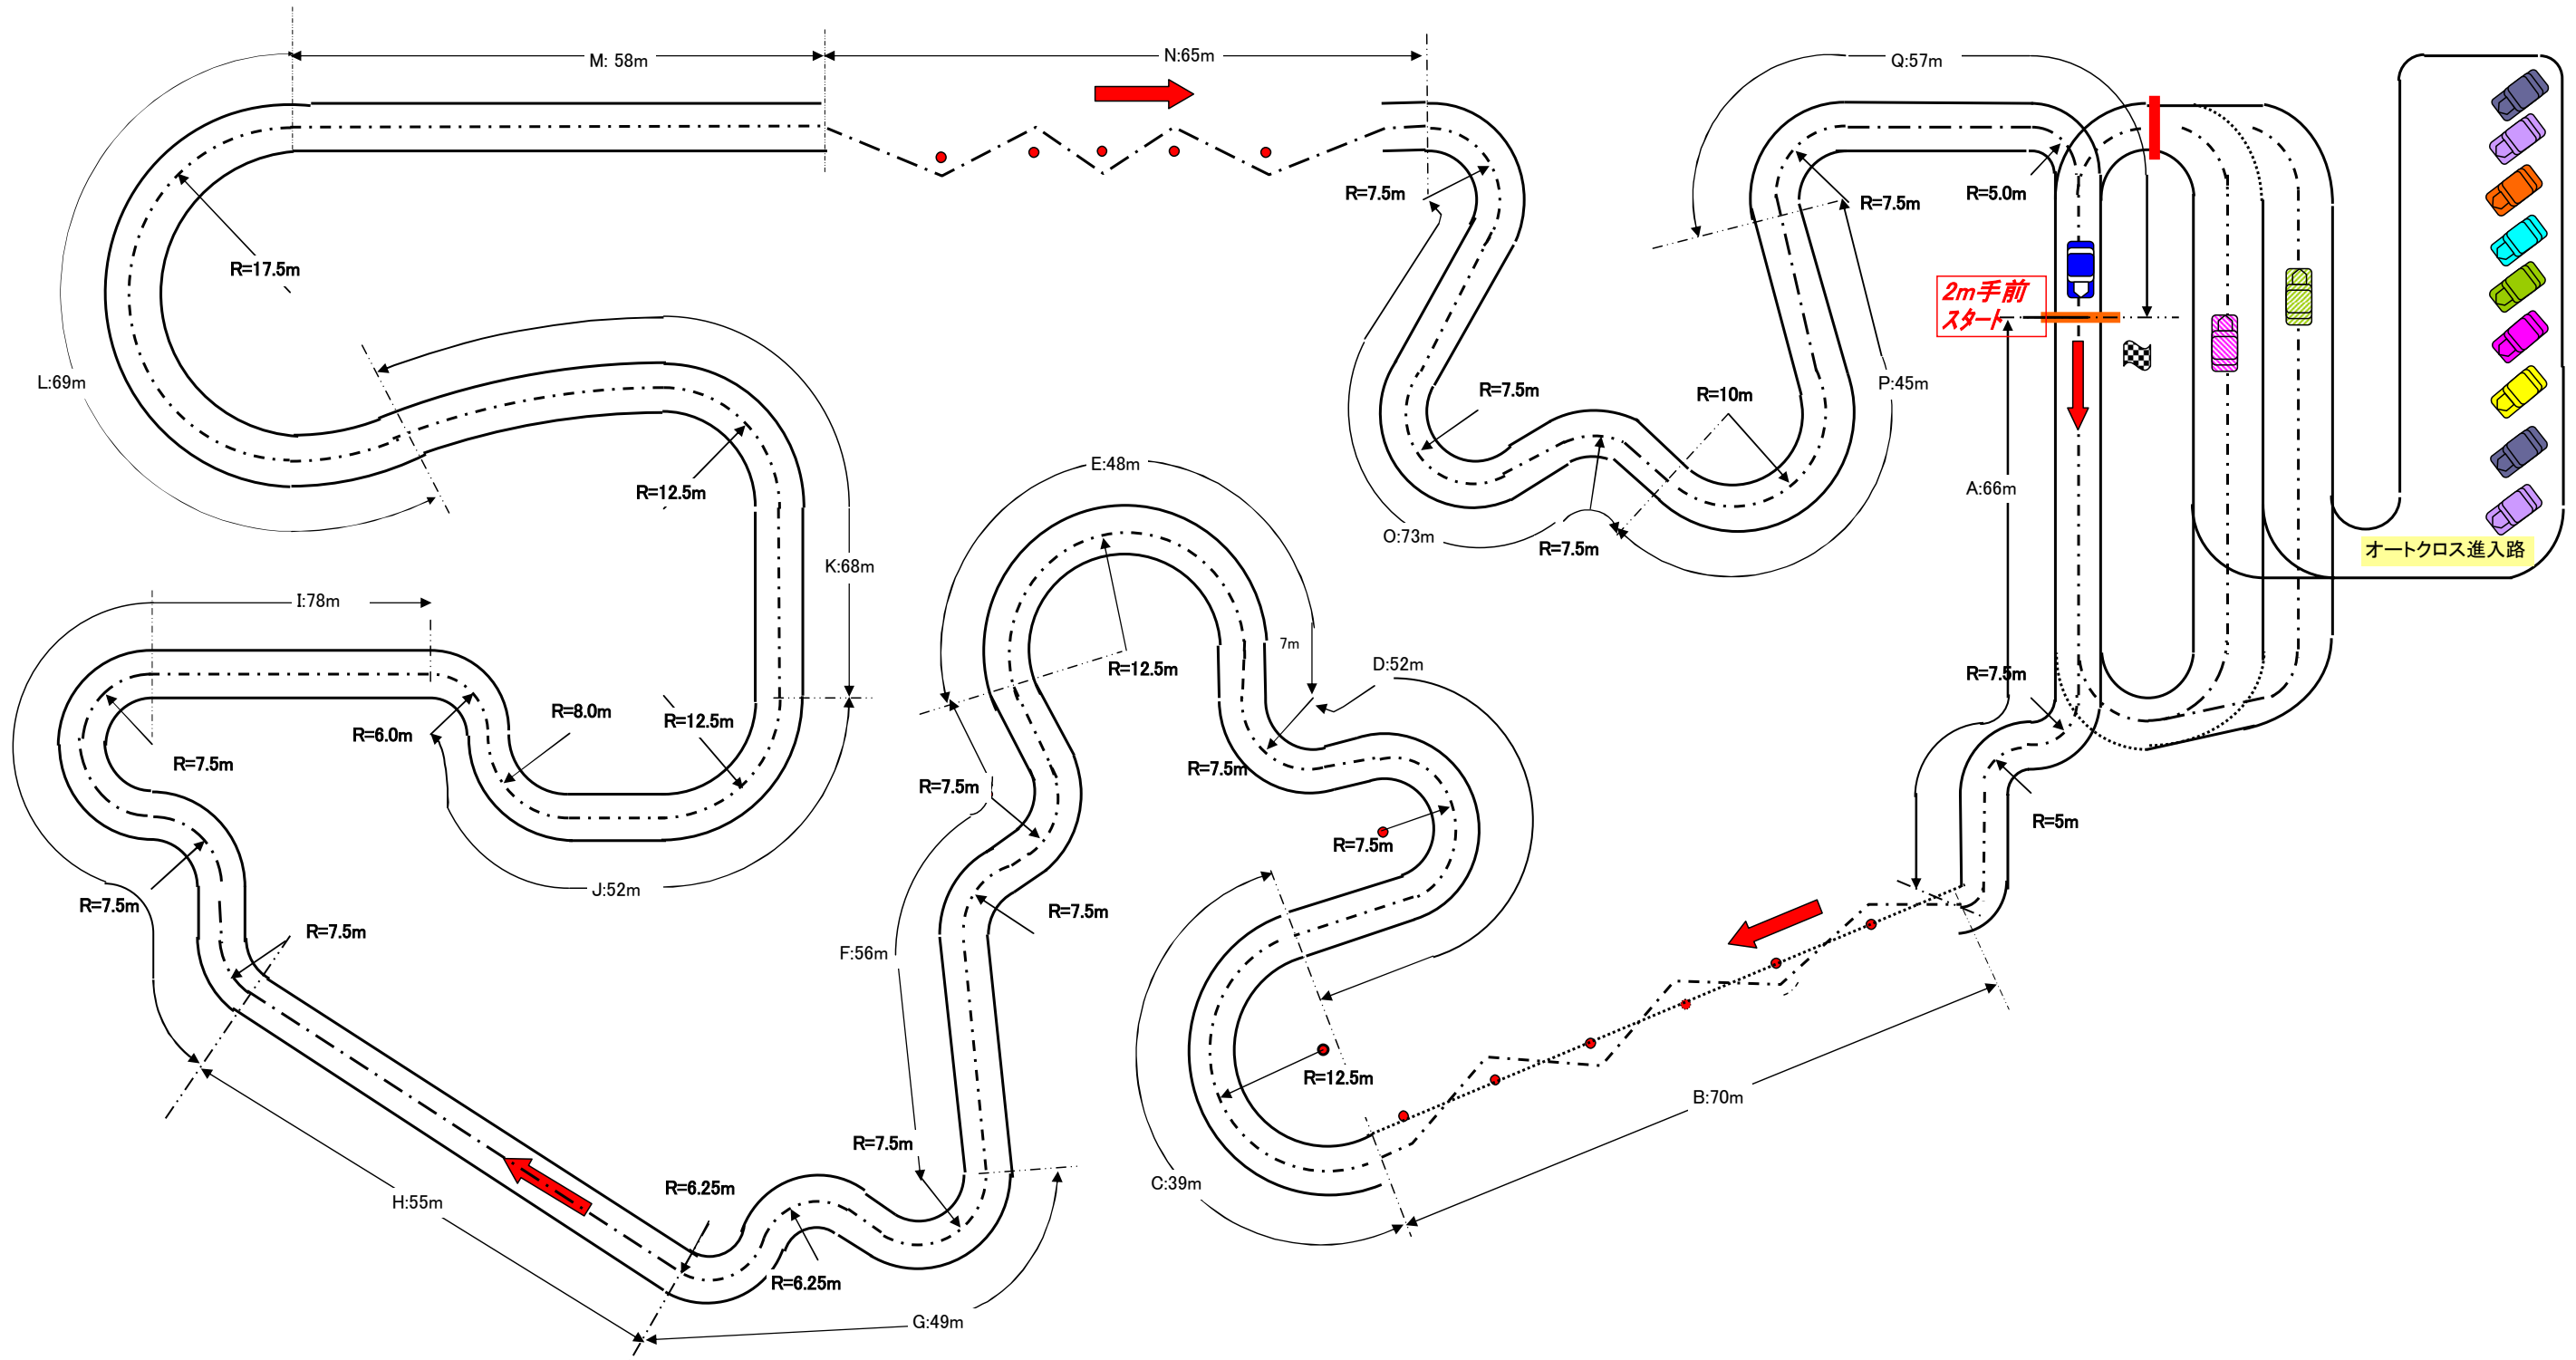 M: 58m
N:65m
Q:57m
R=7.5m
R=7.5m
R=5.0m
R=17.5m
2m手前
スタート
L:69m
P:45m
R=7.5m
R=10m
E:48m
R=12.5m
A:66m
O:73m
R=7.5m
オートクロス進入路
K:68m
I:78m
7m
D:52m
R=12.5m
R=7.5m
R=8.0m
R=12.5m
R=6.0m
R=7.5m
R=7.5m
R=7.5m
R=5m
R=7.5m
J:52m
R=7.5m
R=7.5m
R=7.5m
F:56m
R=12.5m
B:70m
R=7.5m
C:39m
R=6.25m
H:55m
R=6.25m
G:49m